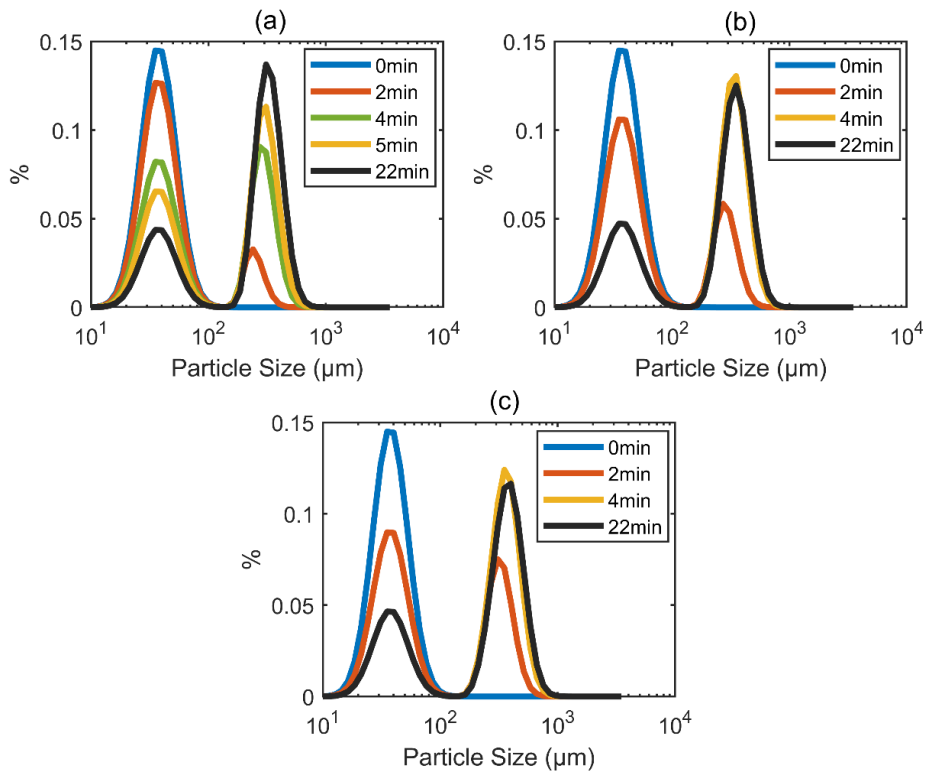 (a)
0.15
0.1
0.05
0
%
0min
2min
4min
5min
22min
10^1 10^2 10^3 10^4
Particle Size (µm)
(b)
0.15
0.1
0.05
0
%
0min
2min
4min
22min
10^1 10^2 10^3 10^4
Particle Size (µm)
(c)
0.15
0.1
0.05
0
%
0min
2min
4min
22min
10^1 10^2 10^3 10^4
Particle Size (µm)